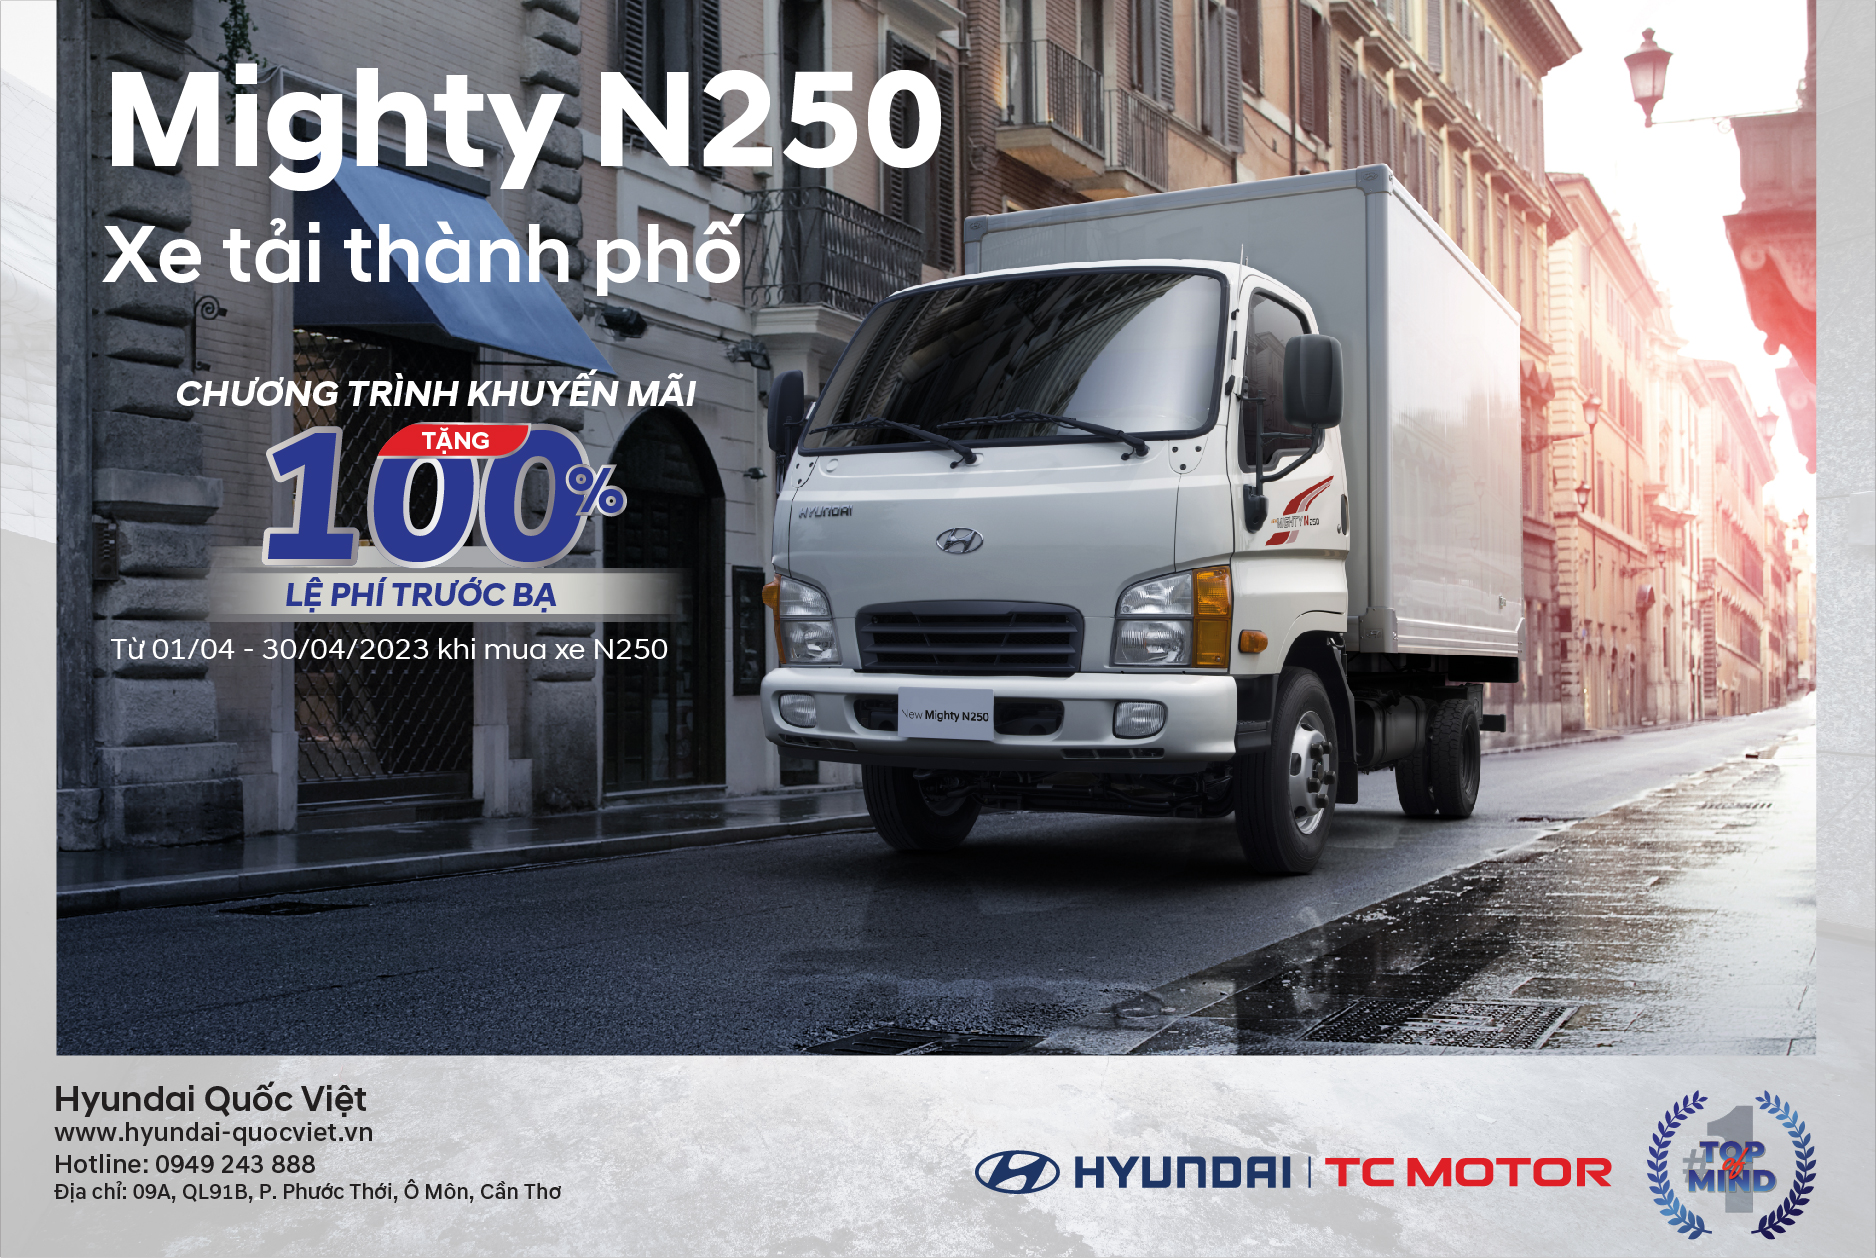 Mighty N250
Xe tải thành phố
CHƯƠNG TRÌNH KHUYẾN MÃI
TẶNG
100%
LỆ PHÍ TRƯỚC BẠ
Từ 01/04 - 30/04/2023 khi mua xe N250
HYUNDAI
MIGHTY N250
New Mighty N250
Hyundai Quốc Việt
www.hyundai-quocviet.vn
Hotline: 0949 243 888
Địa chỉ: 09A, QL91B, P. Phước Thới, Ô Môn, Cần Thơ
HYUNDAI | TC MOTOR
#1
TOP
of
MIND